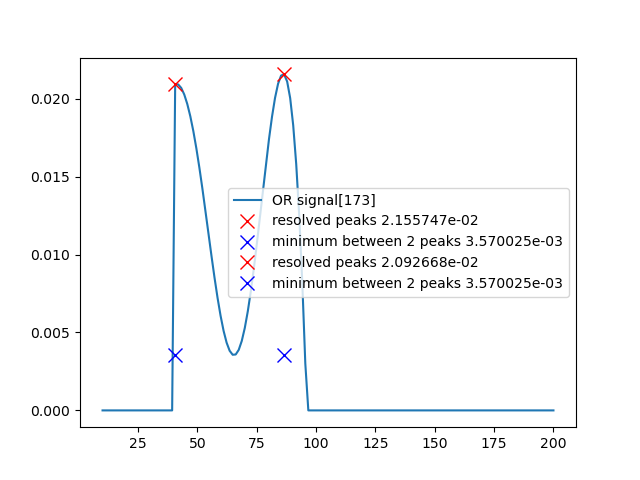 0.020
0.015
0.010
0.005
0.000
OR signal[173]
resolved peaks 2.155747e-02
minimum between 2 peaks 3.570025e-03
resolved peaks 2.092668e-02
minimum between 2 peaks 3.570025e-03
25 50 75 100 125 150 175 200